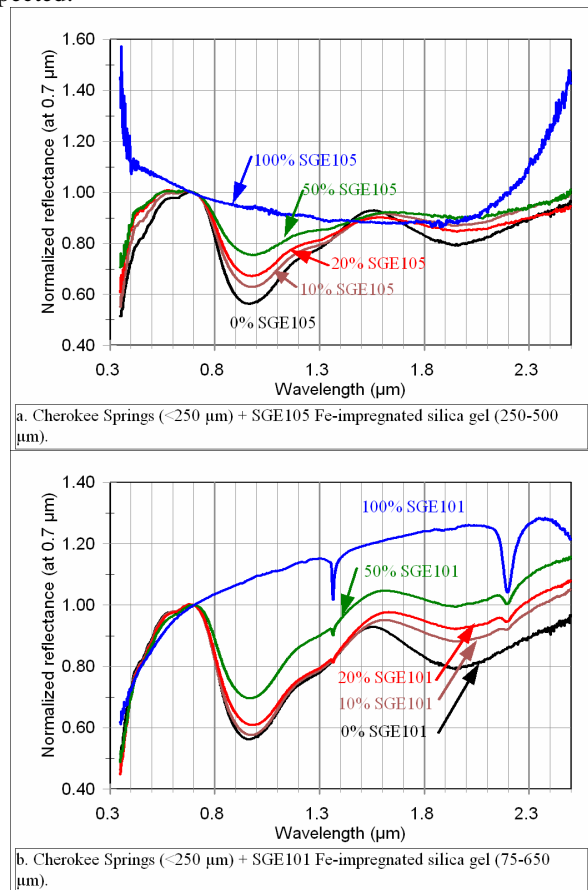 pected.
1.60
1.40
1.20
1.00
0.80
0.60
0.40
Normalized reflectance (at 0.7 µm)
100% SGE105
50% SGE105
20% SGE105
10% SGE105
0% SGE105
0.3 0.8 1.3 1.8 2.3
Wavelength (µm)
a. Cherokee Springs (<250 µm) + SGE105 Fe-impregnated silica gel (250-500
µm).
1.40
1.20
1.00
0.80
0.60
0.40
Normalized reflectance (at 0.7 µm)
100% SGE101
50% SGE101
20% SGE101
10% SGE101
0% SGE101
0.3 0.8 1.3 1.8 2.3
Wavelength (µm)
b. Cherokee Springs (<250 µm) + SGE101 Fe-impregnated silica gel (75-650
µm).